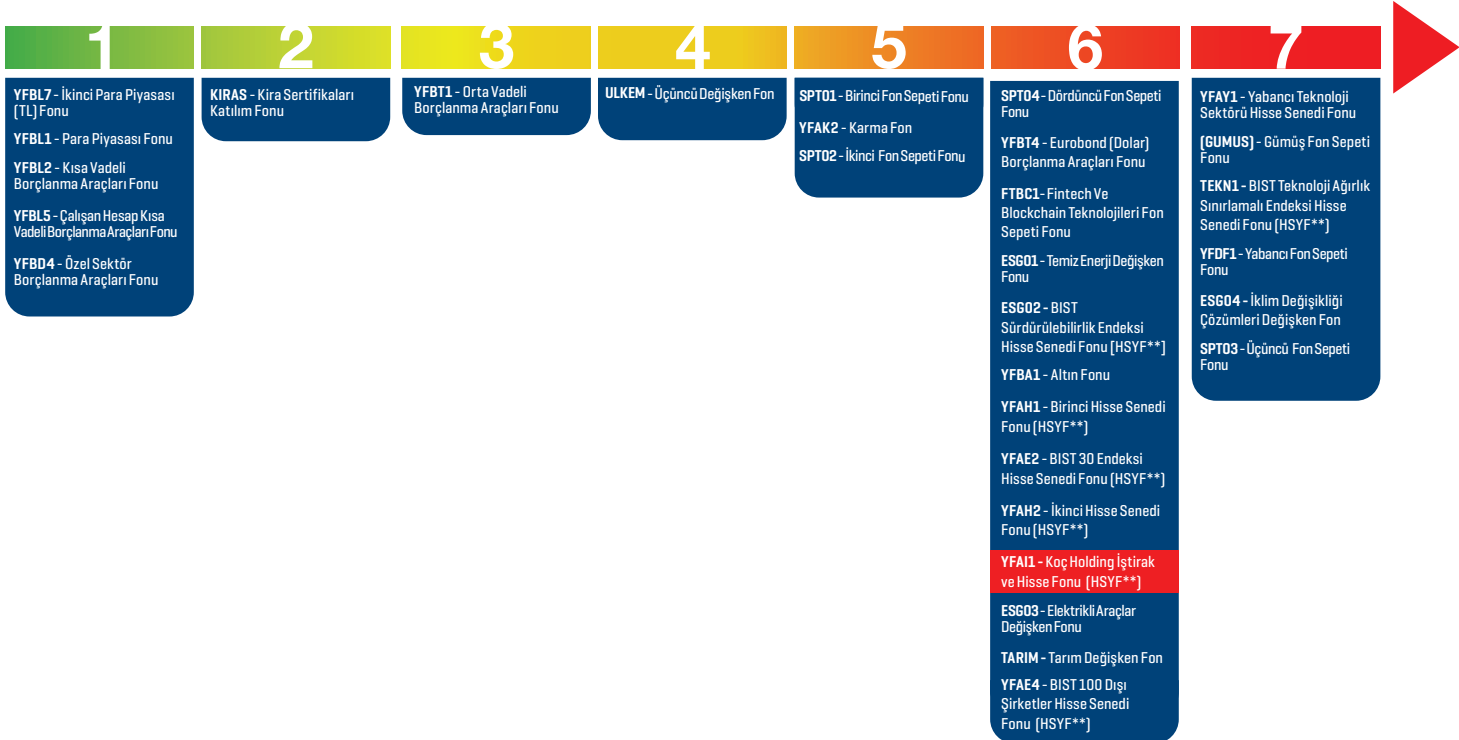 1
2
3
4
5
6
7
YFBL7 - İkinci Para Piyasası
(TL) Fonu
YFBL1 - Para Piyasası Fonu
YFBL2 - Kısa Vadeli
Borçlanma Araçları Fonu
YFBL5 - Çalışan Hesap Kısa
Vadeli Borçlanma Araçları Fonu
YFBD4 - Özel Sektör
Borçlanma Araçları Fonu
KIRAS - Kira Sertifikaları
Katılım Fonu
YFBT1 - Orta Vadeli
Borçlanma Araçları Fonu
ULKEM - Üçüncü Değişken Fon
SPT01 - Birinci Fon Sepeti Fonu
YFAK2 - Karma Fon
SPT02 - İkinci Fon Sepeti Fonu
SPT04 - Dördüncü Fon Sepeti
Fonu
YFBT4 - Eurobond (Dolar)
Borçlanma Araçları Fonu
FTBC1- Fintech Ve
Blockchain Teknolojileri Fon
Sepeti Fonu
ESG01 - Temiz Enerji Değişken
Fonu
ESG02 - BIST
Sürdürülebilirlik Endeksi
Hisse Senedi Fonu (HSYF**)
YFBA1 - Altın Fonu
YFAH1 - Birinci Hisse Senedi
Fonu (HSYF**)
YFAE2 - BIST 30 Endeksi
Hisse Senedi Fonu (HSYF**)
YFAH2 - İkinci Hisse Senedi
Fonu (HSYF**)
YFAI1 - Koç Holding İştirak
ve Hisse Fonu (HSYF**)
ESG03 - Elektrikli Araçlar
Değişken Fonu
TARIM - Tarım Değişken Fon
YFAE4 - BIST 100 Dışı
Şirketler Hisse Senedi
Fonu (HSYF**)
YFAY1 - Yabancı Teknoloji
Sektörü Hisse Senedi Fonu
(GUMUS) - Gümüş Fon Sepeti
Fonu
TEKN1 - BIST Teknoloji Ağırlık
Sınırlamalı Endeksi Hisse
Senedi Fonu (HSYF**)
YFDF1 - Yabancı Fon Sepeti
Fonu
ESG04 - İklim Değişikliği
Çözümleri Değişken Fon
SPT03 - Üçüncü Fon Sepeti
Fonu